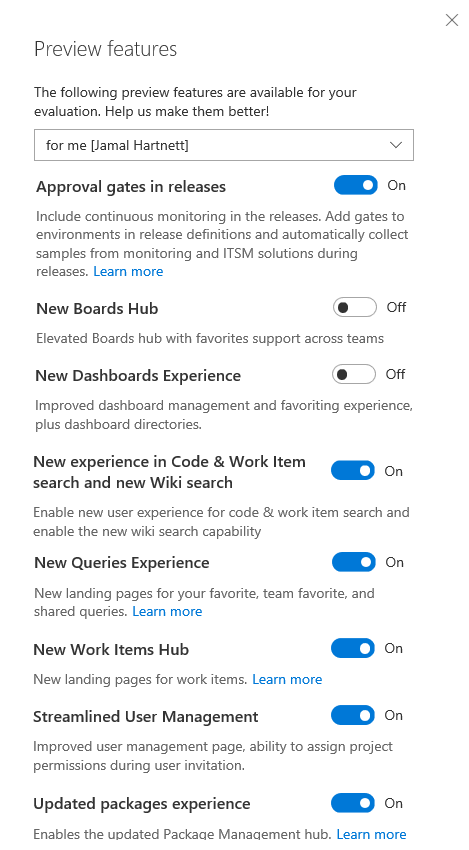 Preview features
The following preview features are available for your
evaluation. Help us make them better!
for me [Jamal Hartnett]
Approval gates in releases On
Include continuous monitoring in the releases. Add gates to
environments in release definitions and automatically collect
samples from monitoring and ITSM solutions during
releases. Learn more
New Boards Hub Off
Elevated Boards hub with favorites support across teams
New Dashboards Experience Off
Improved dashboard management and favoriting experience,
plus dashboard directories.
New experience in Code & Work Item
search and new Wiki search On
Enable new user experience for code & work item search and
enable the new wiki search capability
New Queries Experience On
New landing pages for your favorite, team favorite, and
shared queries. Learn more
New Work Items Hub On
New landing pages for work items. Learn more
Streamlined User Management On
Improved user management page, ability to assign project
permissions during user invitation.
Updated packages experience On
Enables the updated Package Management hub. Learn more